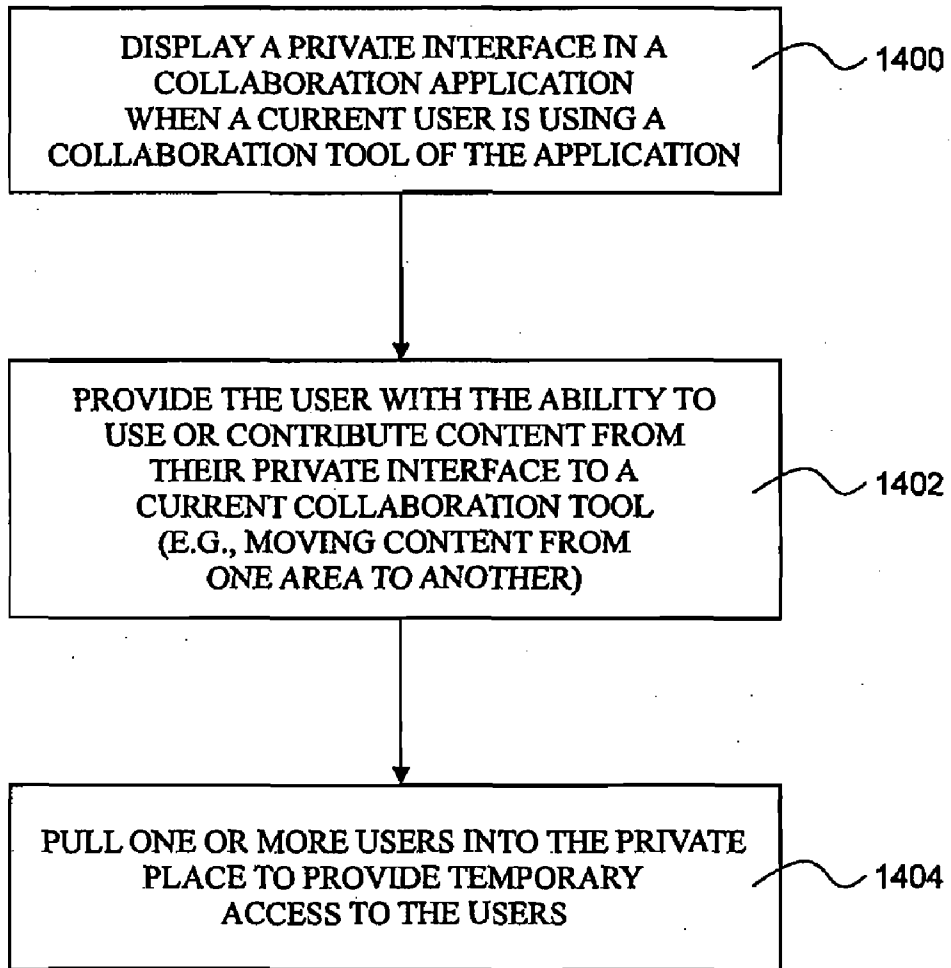 DISPLAY A PRIVATE INTERFACE IN A
COLLABORATION APPLICATION
WHEN A CURRENT USER IS USING A
COLLABORATION TOOL OF THE APPLICATION
1400
PROVIDE THE USER WITH THE ABILITY TO
USE OR CONTRIBUTE CONTENT FROM
THEIR PRIVATE INTERFACE TO A
CURRENT COLLABORATION TOOL
(E.G., MOVING CONTENT FROM
ONE AREA TO ANOTHER)
1402
PULL ONE OR MORE USERS INTO THE PRIVATE
PLACE TO PROVIDE TEMPORARY
ACCESS TO THE USERS
1404